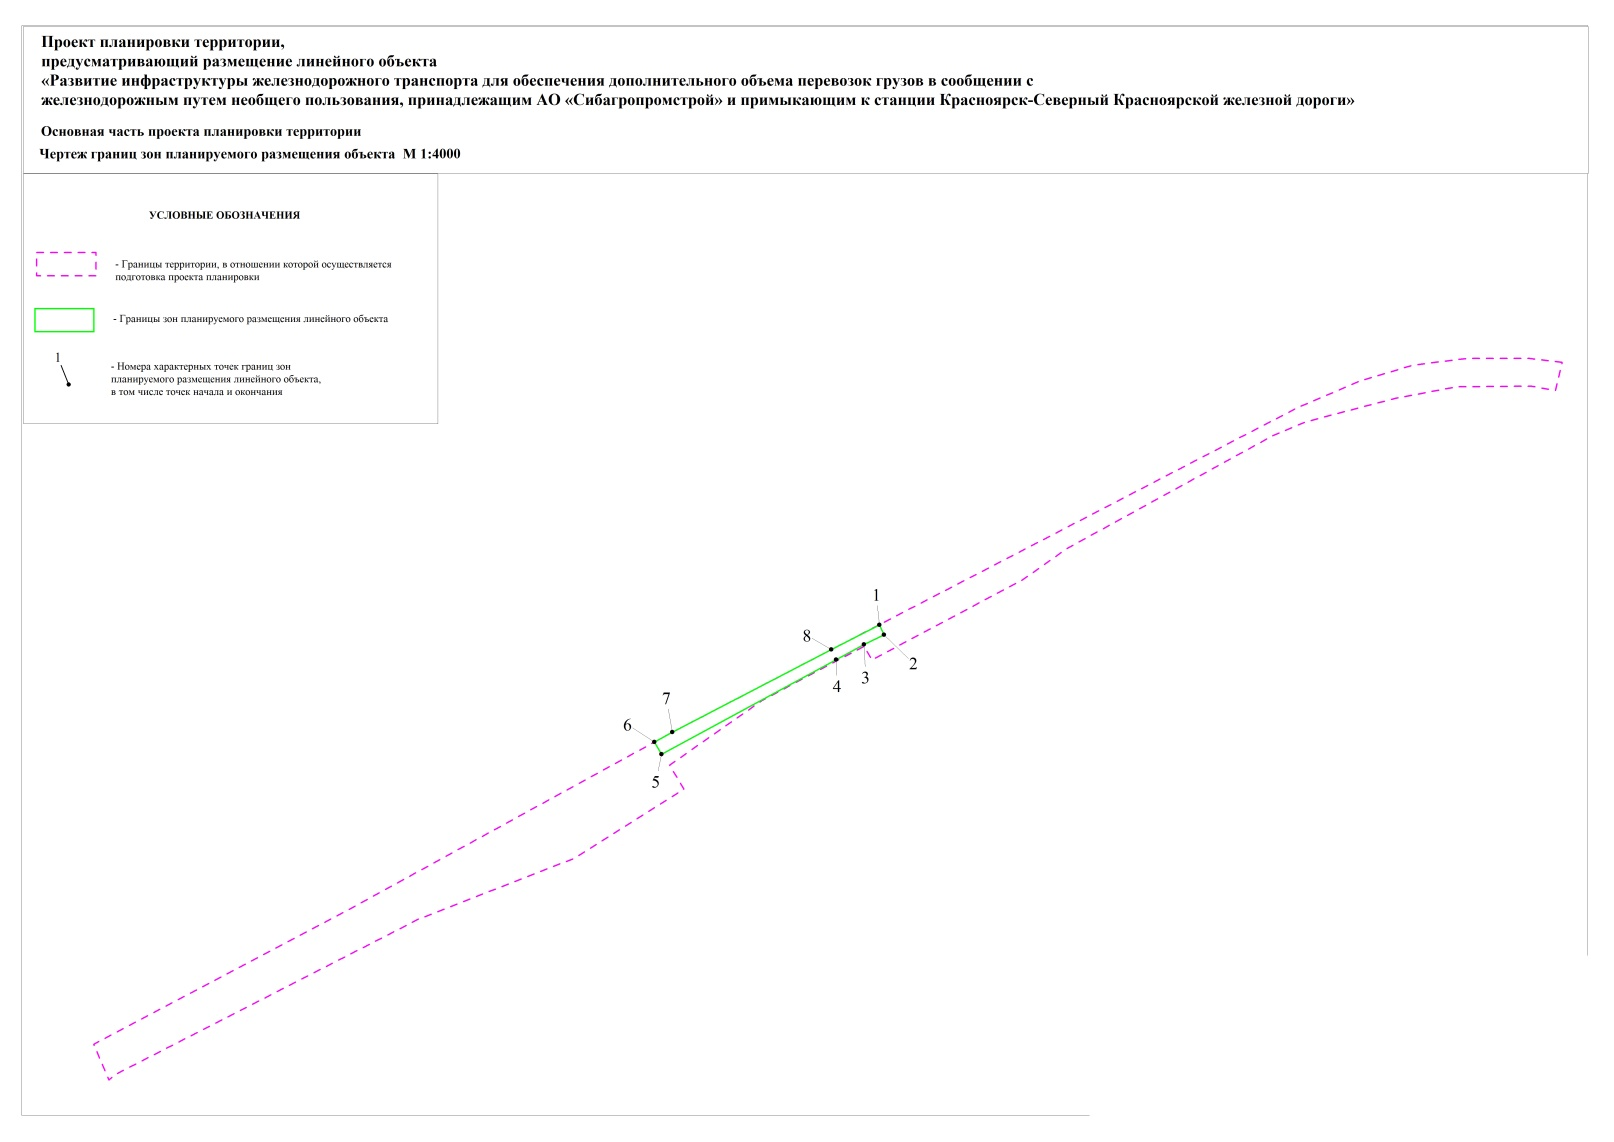 Проект планировки территории,
предусматривающий размещение линейного объекта
«Развитие инфраструктуры железнодорожного транспорта для обеспечения дополнительного объема перевозок грузов в сообщении с
железнодорожным путем необщего пользования, принадлежащим АО «Сибагропромстрой» и примыкающим к станции Красноярск-Северный Красноярской железной дороги»
Основная часть проекта планировки территории
Чертеж границ зон планируемого размещения объекта М 1:4000
УСЛОВНЫЕ ОБОЗНАЧЕНИЯ
- Границы территории, в отношении которой осуществляется
подготовка проекта планировки
- Границы зон планируемого размещения линейного объекта
1
- Номера характерных точек границ зон
планируемого размещения линейного объекта,
в том числе точек начала и окончания
1
8
2
3
4
7
6
5